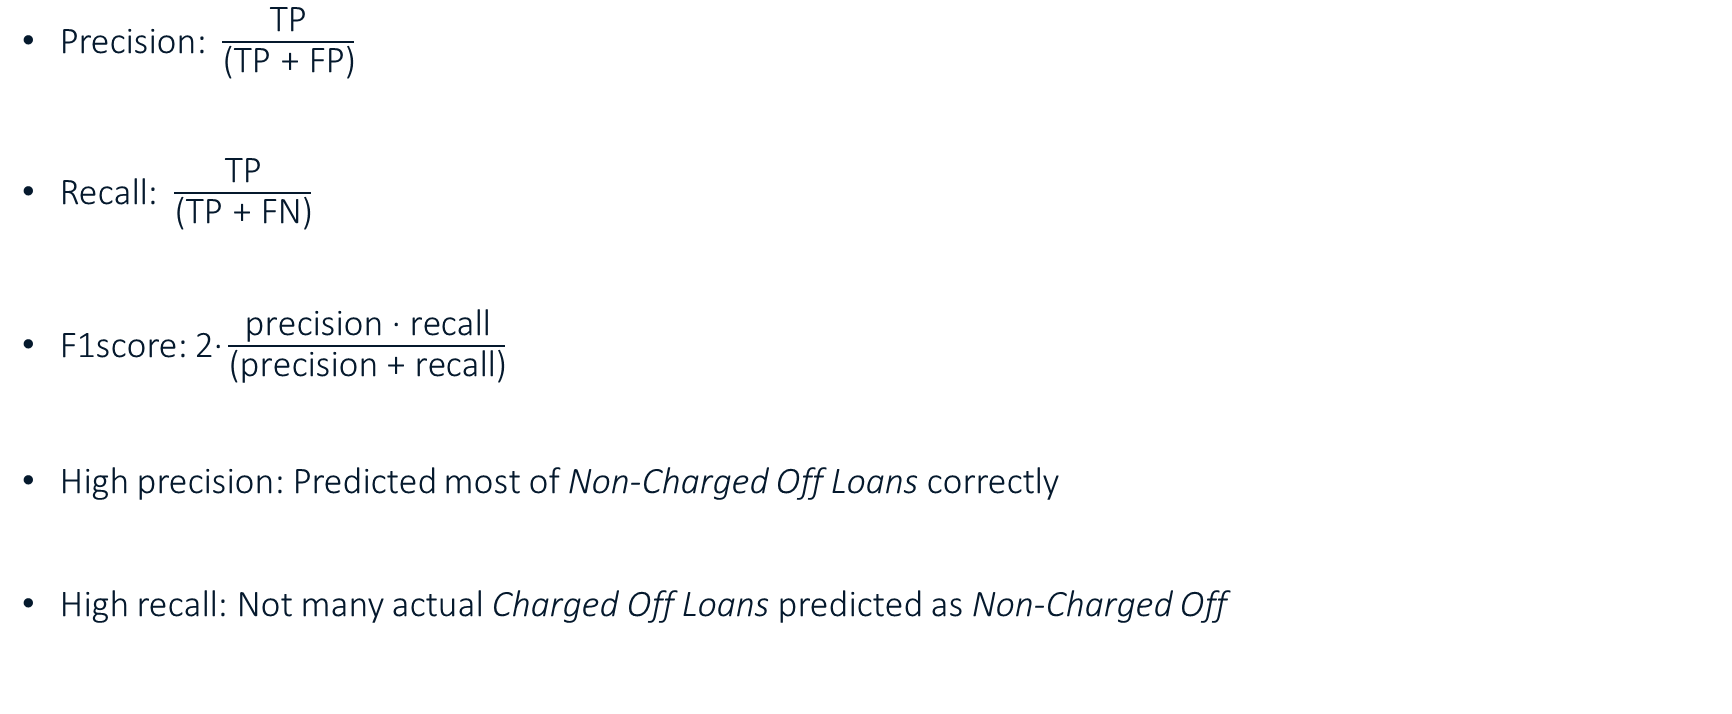 • Precision: TP / (TP + FP)
• Recall: TP / (TP + FN)
• F1score: 2· precision · recall / (precision + recall)
• High precision: Predicted most of Non-Charged Off Loans correctly
• High recall: Not many actual Charged Off Loans predicted as Non-Charged Off